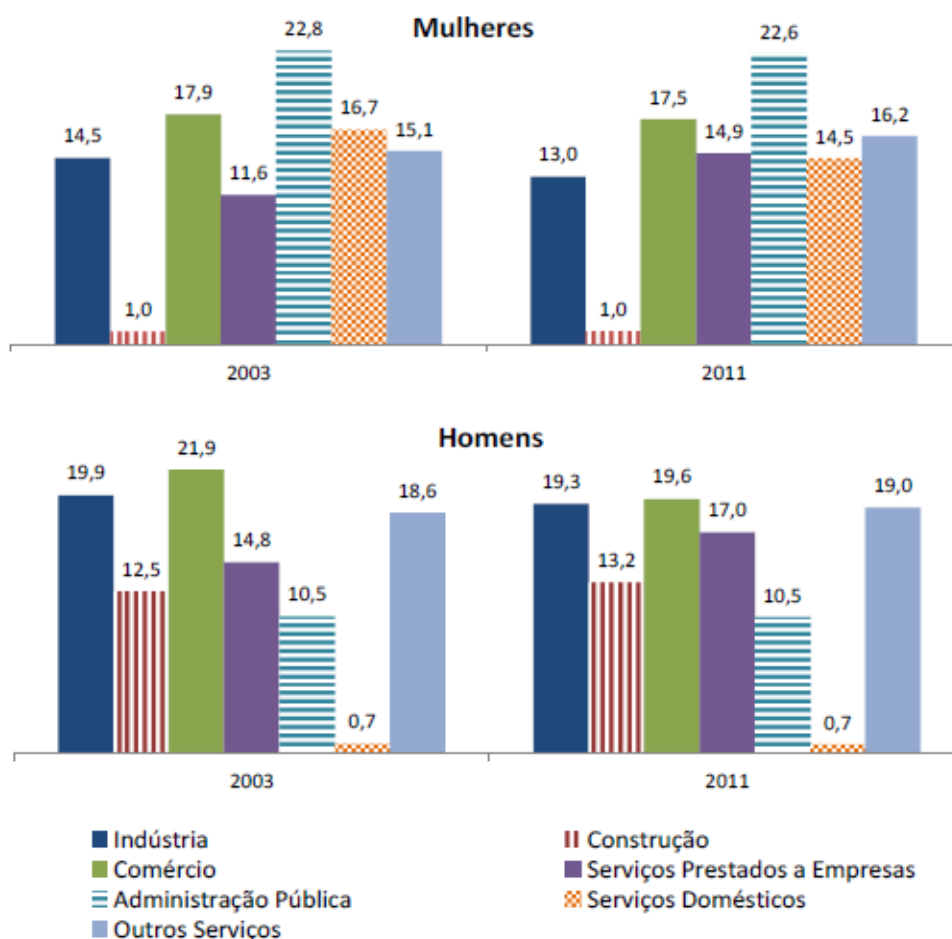 Mulheres
22,8 22,6
17,9 17,5
16,7 16,2
14,5 15,1 14,9 14,5
11,6 13,0
1,0 1,0
2003 2011
Homens
19,9 21,9 18,6 19,3 19,6 19,0
14,8 17,0
12,5 13,2
10,5 10,5
0,7 0,7
2003 2011
Indústria Construção
Comércio Serviços Prestados a Empresas
Administração Pública Serviços Domésticos
Outros Serviços